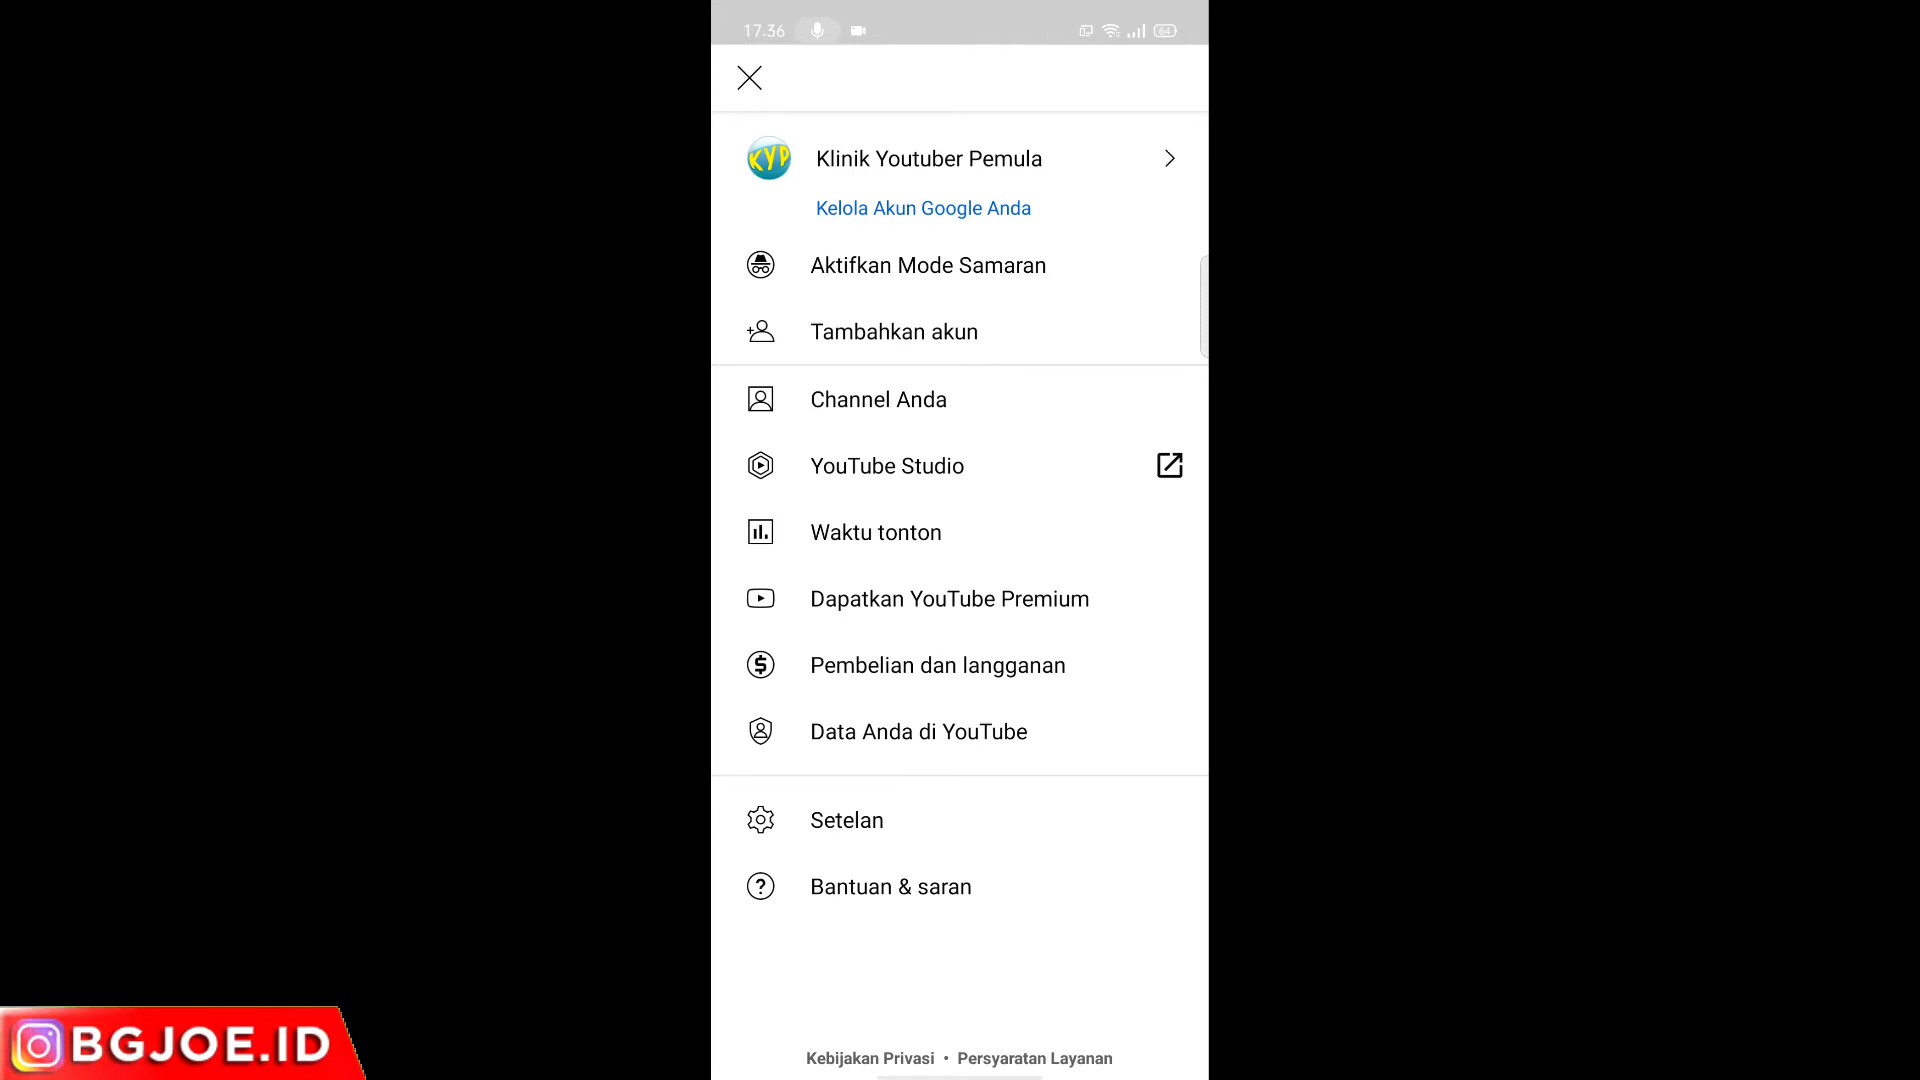 17.36
64
KYP
Klinik Youtuber Pemula
Kelola Akun Google Anda
Aktifkan Mode Samaran
Tambahkan akun
Channel Anda
YouTube Studio
Waktu tonton
Dapatkan YouTube Premium
Pembelian dan langganan
Data Anda di YouTube
Setelan
Bantuan & saran
Kebijakan Privasi • Persyaratan Layanan
BGJOE.ID